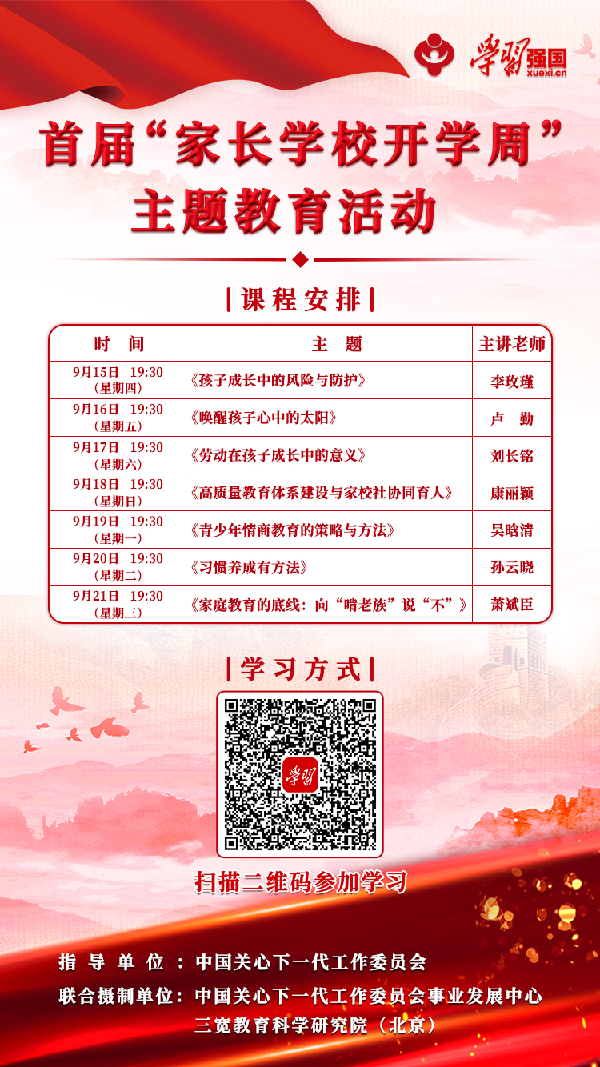 学习强国
xuexi.cn
首届“家长学校开学周”
主题教育活动
课程安排
时 间 主 题 主讲老师
9月15日 19:30
（星期四） 《孩子成长中的风险与防护》 李玫瑾
9月16日 19:30
（星期五） 《唤醒孩子心中的太阳》 卢 勤
9月17日 19:30
（星期六） 《劳动在孩子成长中的意义》 刘长铭
9月18日 19:30
（星期日） 《高质量教育体系建设与家校社协同育人》 康丽颖
9月19日 19:30
（星期一） 《青少年情商教育的策略与方法》 吴晗清
9月20日 19:30
（星期二） 《习惯养成有方法》 孙云晓
9月21日 19:30
（星期三） 《家庭教育的底线：向“啃老族”说“不”》 萧斌臣
学习方式
学习
扫描二维码参加学习
指 导 单 位 ：中国关心下一代工作委员会
联合摄制单位：中国关心下一代工作委员会事业发展中心
三宽教育科学研究院（北京）